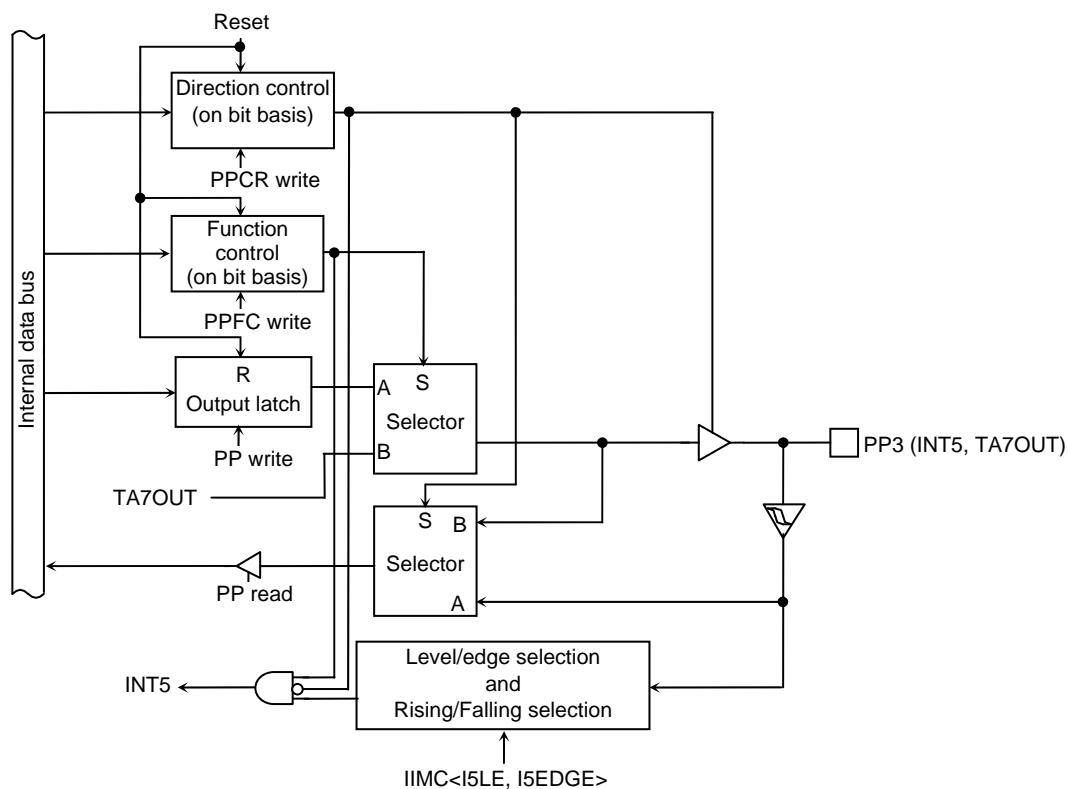 Reset
Direction control
(on bit basis)
PPCR write
Function
control
(on bit basis)
PPFC write
Internal data bus
R
Output latch
PP write
TA7OUT
A
S
Selector
B
PP3 (INT5, TA7OUT)
S
B
Selector
A
PP read
Level/edge selection
and
Rising/Falling selection
INT5
IIMC<I5LE, I5EDGE>